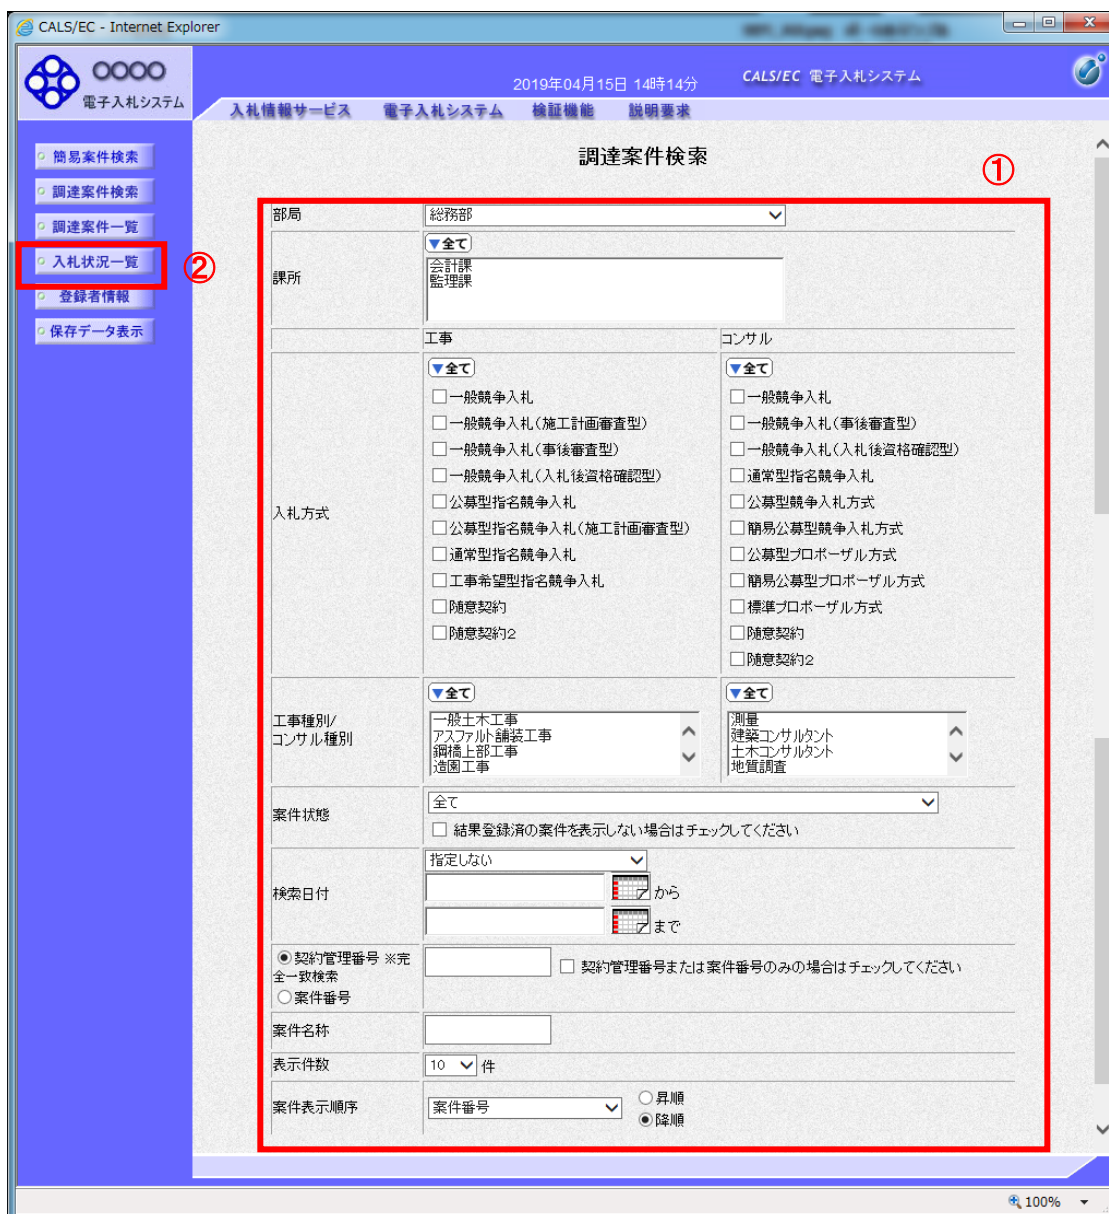 CALS/EC - Internet Explorer
OOOO
電子入札システム
2019年04月15日 14時14分
CALS/EC 電子入札システム
入札情報サービス 電子入札システム 検証機能 説明要求
簡易案件検索
調達案件検索
調達案件一覧
入札状況一覧
②
登録者情報
保存データ表示
調達案件検索
①
部局 総務部
▼全て
課所
会計課
監理課
工事 コンサル
入札方式
▼全て ▼全て
一般競争入札 一般競争入札
一般競争入札(施工計画審査型) 一般競争入札(事後審査型)
一般競争入札(事後審査型) 一般競争入札(入札後資格確認型)
一般競争入札(入札後資格確認型) 通常型指名競争入札
公募型指名競争入札 公募型競争入札方式
公募型指名競争入札(施工計画審査型) 簡易公募型競争入札方式
通常型指名競争入札 公募型プロポーザル方式
工事希望型指名競争入札 簡易公募型プロポーザル方式
随意契約 標準プロポーザル方式
随意契約2 随意契約
随意契約2
工事種別/
コンサル種別
▼全て ▼全て
一般土木工事 測量
アスファルト舗装工事 建築コンサルタント
鋼橋上部工事 土木コンサルタント
造園工事 地質調査
案件状態 全て
結果登録済の案件を表示しない場合はチェックしてください
検索日付
指定しない
から
まで
契約管理番号 ※完
全一致検索
案件番号
契約管理番号または案件番号のみの場合はチェックしてください
案件名称
表示件数 10 件
案件表示順序 案件番号
昇順
降順
100%